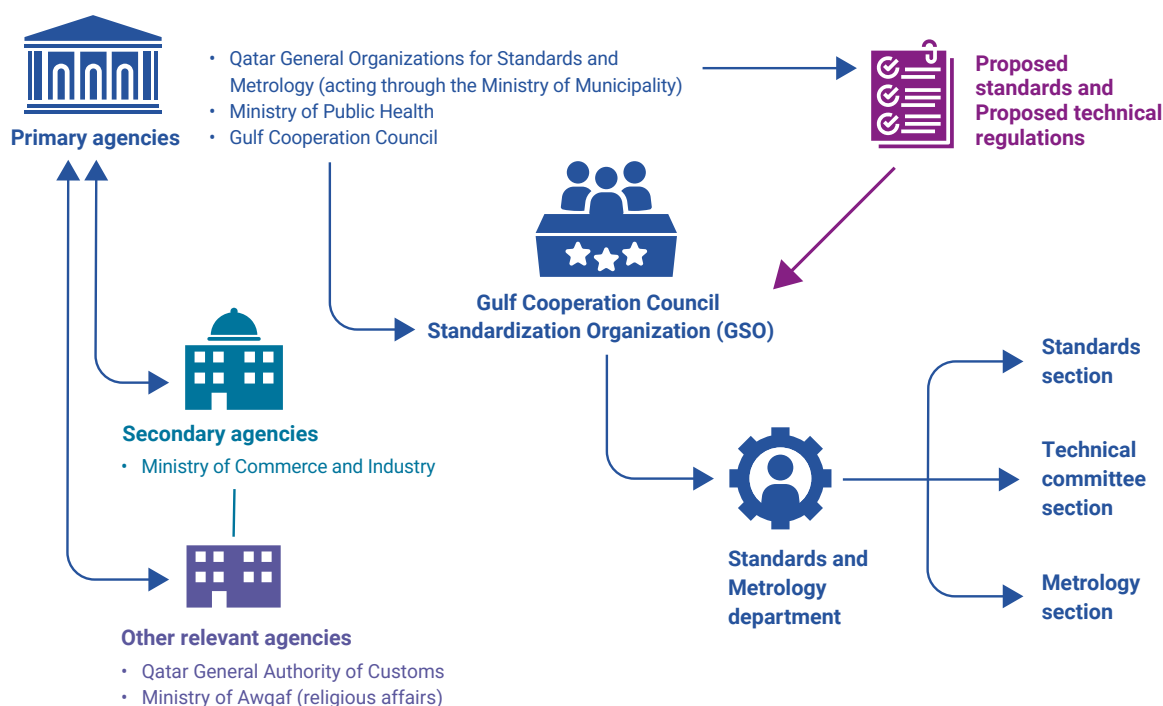 Primary agencies
• Qatar General Organizations for Standards and
Metrology (acting through the Ministry of Municipality)
• Ministry of Public Health
• Gulf Cooperation Council
Proposed
standards and
Proposed technical
regulations
Gulf Cooperation Council
Standardization Organization (GSO)
Secondary agencies
• Ministry of Commerce and Industry
Other relevant agencies
• Qatar General Authority of Customs
• Ministry of Awqaf (religious affairs)
Standards and
Metrology
department
Standards
section
Technical
committee
section
Metrology
section